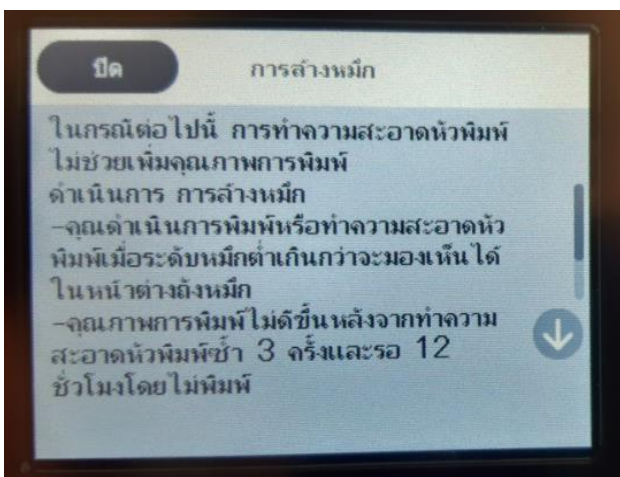 ปิด
การล้างหมึก
ในกรณีต่อไปนี้ การทำความสะอาดหัวพิมพ์
ไม่ช่วยเพิ่มคุณภาพการพิมพ์
ดำเนินการ การล้างหมึก
-คุณดำเนินการพิมพ์หรือทำความสะอาดหัว
พิมพ์เมื่อระดับหมึกต่ำเกินกว่าจะมองเห็นได้
ในหน้าต่างถังหมึก
-คุณภาพการพิมพ์ไม่ดีขึ้นหลังจากทำความ
สะอาดหัวพิมพ์ซ้ำ 3 ครั้งและรอ 12
ชั่วโมงโดยไม่พิมพ์